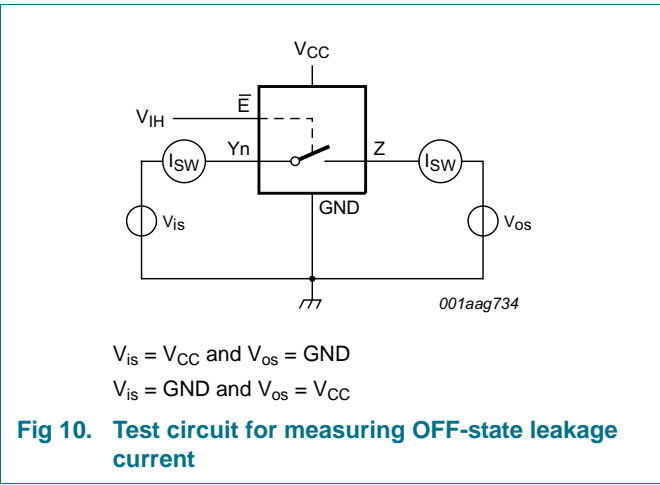 VCC
E̅
VIH
Yn
Z
ISW
ISW
GND
Vis
Vos
001aag734
Vis = VCC and Vos = GND
Vis = GND and Vos = VCC
Fig 10. Test circuit for measuring OFF-state leakage
current